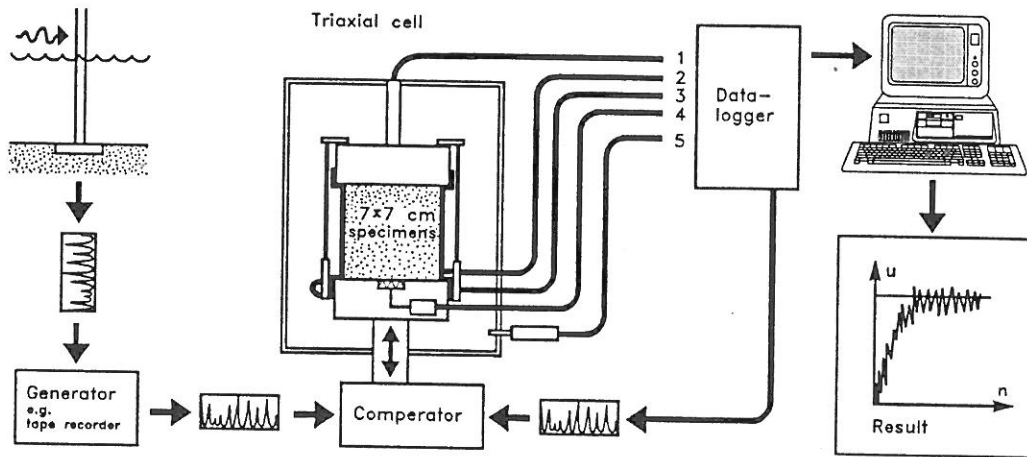 Triaxial cell
1
2
3
4
5
Data-
logger
7x7 cm
specimens
Generator
e.g.
tape recorder
Comperator
u
n
Result